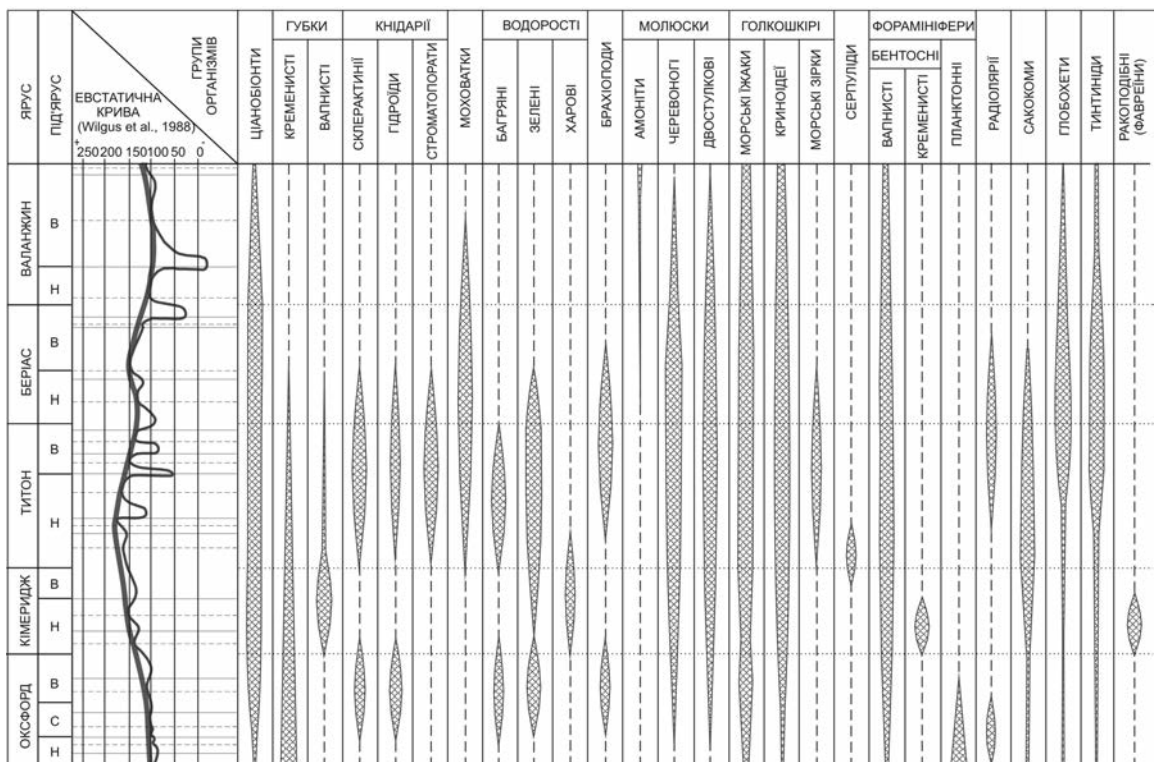 ЯРУС
ПІД'ЯРУС
ЕВСТАТИЧНА
КРИВА
(Wilgus et al., 1988)
+ -
250 200 150 100 50 0
ГРУПИ
ОРГАНІЗМІВ
ЦІАНОБІОНТИ
ГУБКИ
КРЕМЕНИСТІ
ВАПНИСТІ
КНІДАРІЇ
СКЛЕРАКТИНІЇ
ГІДРОЇДИ
СТРОМАТОПОРАТИ
МОХОВАТКИ
ВОДОРОСТІ
БАГРЯНІ
ЗЕЛЕНІ
ХАРОВІ
БРАХІОПОДИ
МОЛЮСКИ
АМОНІТИ
ЧЕРЕВОНОГІ
ДВОСТУЛКОВІ
ГОЛКОШКІРІ
МОРСЬКІ ЇЖАКИ
КРИНОІДЕЇ
МОРСЬКІ ЗІРКИ
СЕРПУЛІДИ
ФОРАМІНІФЕРИ
БЕНТОСНІ
ВАПНИСТІ
КРЕМЕНИСТІ
ПЛАНКТОННІ
РАДІОЛЯРІЇ
САККОКОМИ
ГЛОБОХЕТИ
ТИНТИНІДИ
РАКОПОДІБНІ
(ФАВРЕЇНИ)
ВАЛАНЖИН
В
Н
БЕРІАС
В
Н
ТИТОН
В
Н
КІМЕРИДЖ
В
Н
ОКСФОРД
В
С
Н